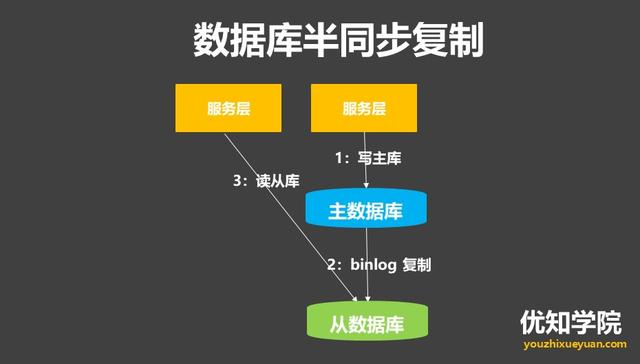 数据库半同步复制
服务层
服务层
1：写主库
3：读从库
主数据库
2：binlog 复制
从数据库
优知学院
youzhixueyuan.com